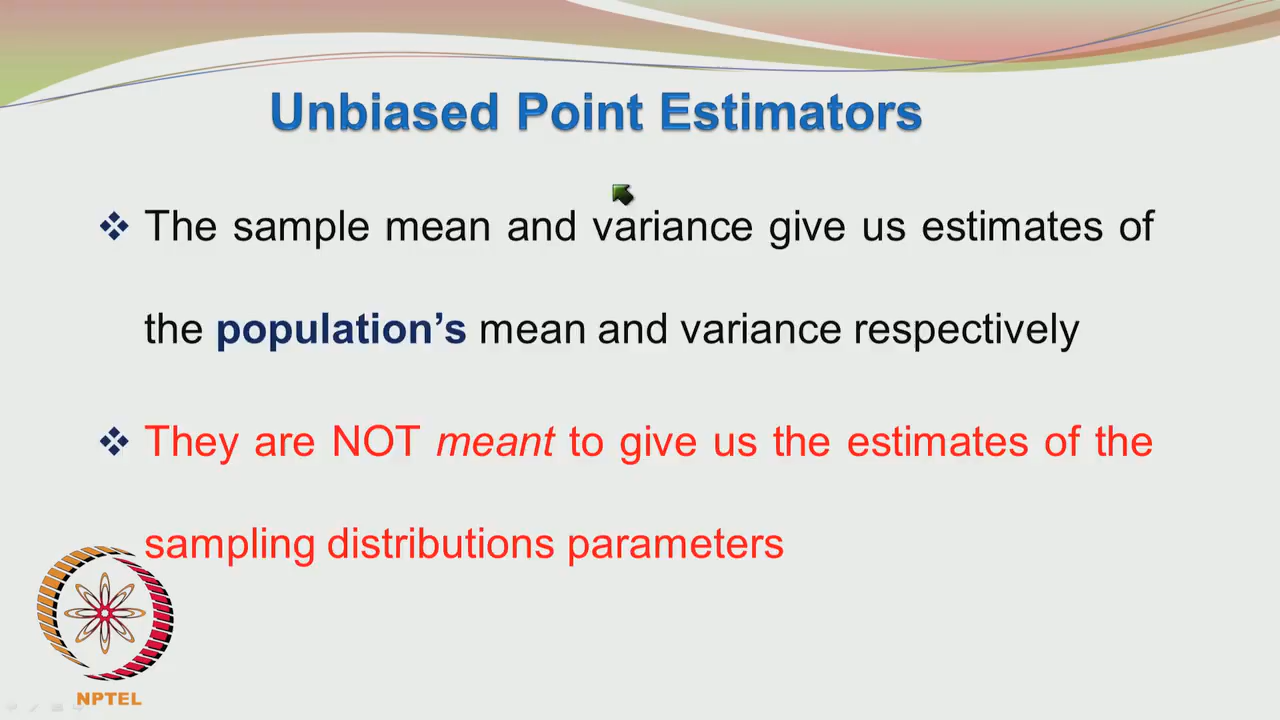 Unbiased Point Estimators
The sample mean and variance give us estimates of
the population’s mean and variance respectively
They are NOT meant to give us the estimates of the
sampling distributions parameters
NPTEL